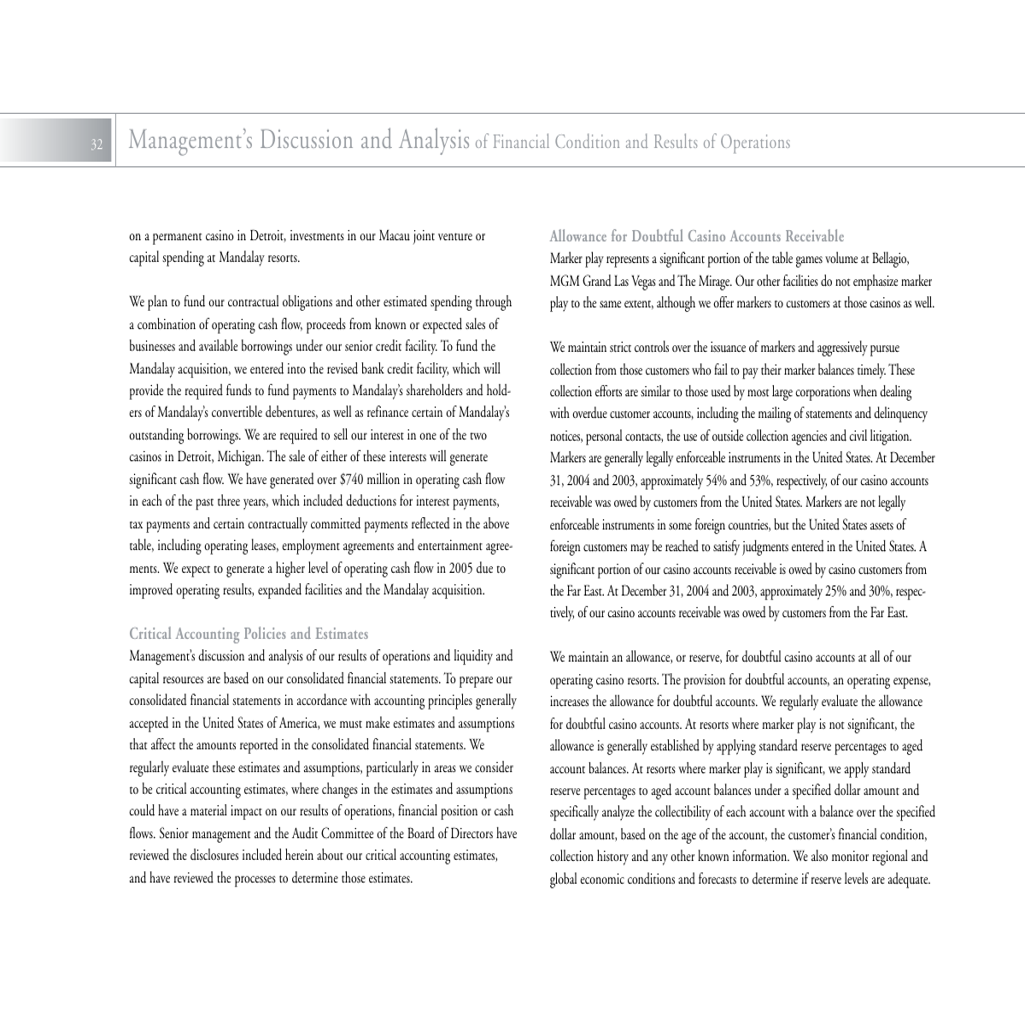 32
Management's Discussion and Analysis of Financial Condition and Results of Operations
on a permanent casino in Detroit, investments in our Macau joint venture or
capital spending at Mandalay resorts.
We plan to fund our contractual obligations and other estimated spending through
a combination of operating cash flow, proceeds from known or expected sales of
businesses and available borrowings under our senior credit facility. To fund the
Mandalay acquisition, we entered into the revised bank credit facility, which will
provide the required funds to fund payments to Mandalay's shareholders and hold-
ers of Mandalay's convertible debentures, as well as refinance certain of Mandalay's
outstanding borrowings. We are required to sell our interest in one of the two
casinos in Detroit, Michigan. The sale of either of these interests will generate
significant cash flow. We have generated over $740 million in operating cash flow
in each of the past three years, which included deductions for interest payments,
tax payments and certain contractually committed payments reflected in the above
table, including operating leases, employment agreements and entertainment agree-
ments. We expect to generate a higher level of operating cash flow in 2005 due to
improved operating results, expanded facilities and the Mandalay acquisition.
Critical Accounting Policies and Estimates
Management's discussion and analysis of our results of operations and liquidity and
capital resources are based on our consolidated financial statements. To prepare our
consolidated financial statements in accordance with accounting principles generally
accepted in the United States of America, we must make estimates and assumptions
that affect the amounts reported in the consolidated financial statements. We
regularly evaluate these estimates and assumptions, particularly in areas we consider
to be critical accounting estimates, where changes in the estimates and assumptions
could have a material impact on our results of operations, financial position or cash
flows. Senior management and the Audit Committee of the Board of Directors have
reviewed the disclosures included herein about our critical accounting estimates,
and have reviewed the processes to determine those estimates.
Allowance for Doubtful Casino Accounts Receivable
Marker play represents a significant portion of the table games volume at Bellagio,
MGM Grand Las Vegas and The Mirage. Our other facilities do not emphasize marker
play to the same extent, although we offer markers to customers at those casinos as well.
We maintain strict controls over the issuance of markers and aggressively pursue
collection from those customers who fail to pay their marker balances timely. These
collection efforts are similar to those used by most large corporations when dealing
with overdue customer accounts, including the mailing of statements and delinquency
notices, personal contacts, the use of outside collection agencies and civil litigation.
Markers are generally legally enforceable instruments in the United States. At December
31, 2004 and 2003, approximately 54% and 53%, respectively, of our casino accounts
receivable was owed by customers from the United States. Markers are not legally
enforceable instruments in some foreign countries, but the United States assets of
foreign customers may be reached to satisfy judgments entered in the United States. A
significant portion of our casino accounts receivable is owed by casino customers from
the Far East. At December 31, 2004 and 2003, approximately 25% and 30%, respec-
tively, of our casino accounts receivable was owed by customers from the Far East.
We maintain an allowance, or reserve, for doubtful casino accounts at all of our
operating casino resorts. The provision for doubtful accounts, an operating expense,
increases the allowance for doubtful accounts. We regularly evaluate the allowance
for doubtful casino accounts. At resorts where marker play is not significant, the
allowance is generally established by applying standard reserve percentages to aged
account balances. At resorts where marker play is significant, we apply standard
reserve percentages to aged account balances under a specified dollar amount and
specifically analyze the collectibility of each account with a balance over the specified
dollar amount, based on the age of the account, the customer's financial condition,
collection history and any other known information. We also monitor regional and
global economic conditions and forecasts to determine if reserve levels are adequate.